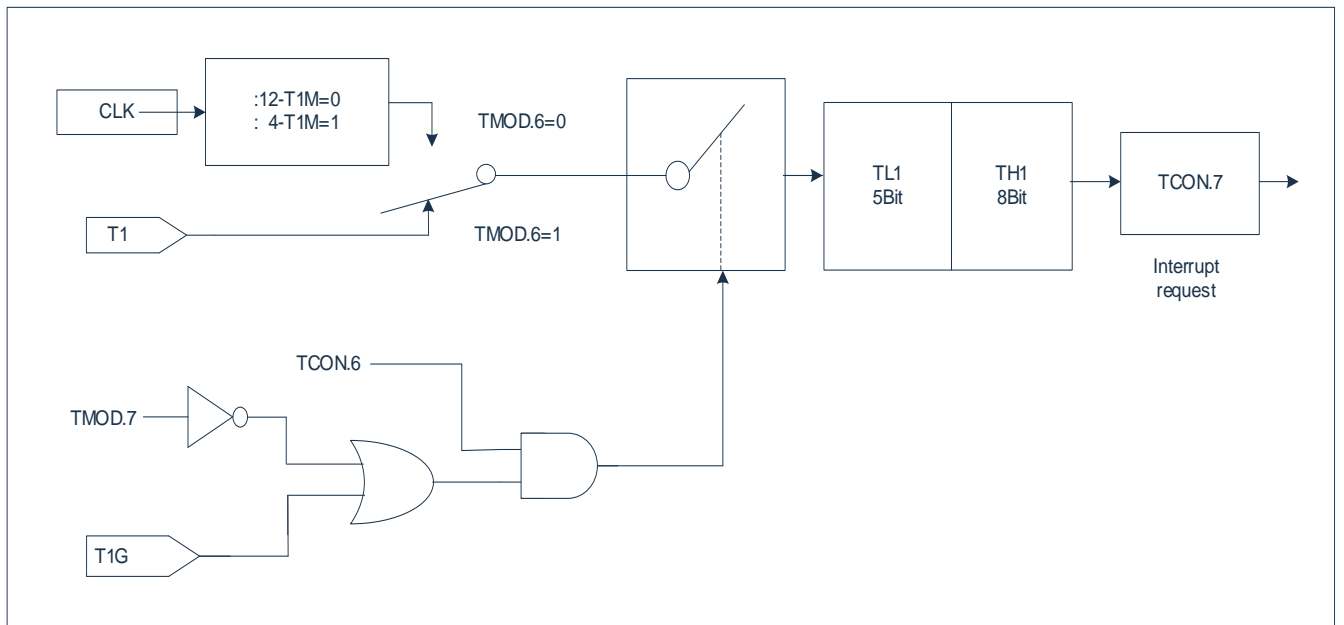 CLK
:12-T1M=0
: 4-T1M=1
TMOD.6=0
T1
TMOD.6=1
TL1
5Bit
TH1
8Bit
TCON.7
Interrupt
request
TCON.6
TMOD.7
T1G